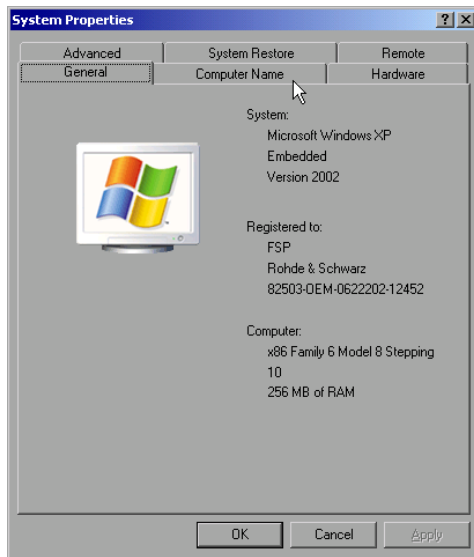 System Properties
Advanced System Restore Remote
General Computer Name Hardware
System:
Microsoft Windows XP
Embedded
Version 2002
Registered to:
FSP
Rohde & Schwarz
82503-OEM-0622202-12452
Computer:
x86 Family 6 Model 8 Stepping
10
256 MB of RAM
OK Cancel Apply